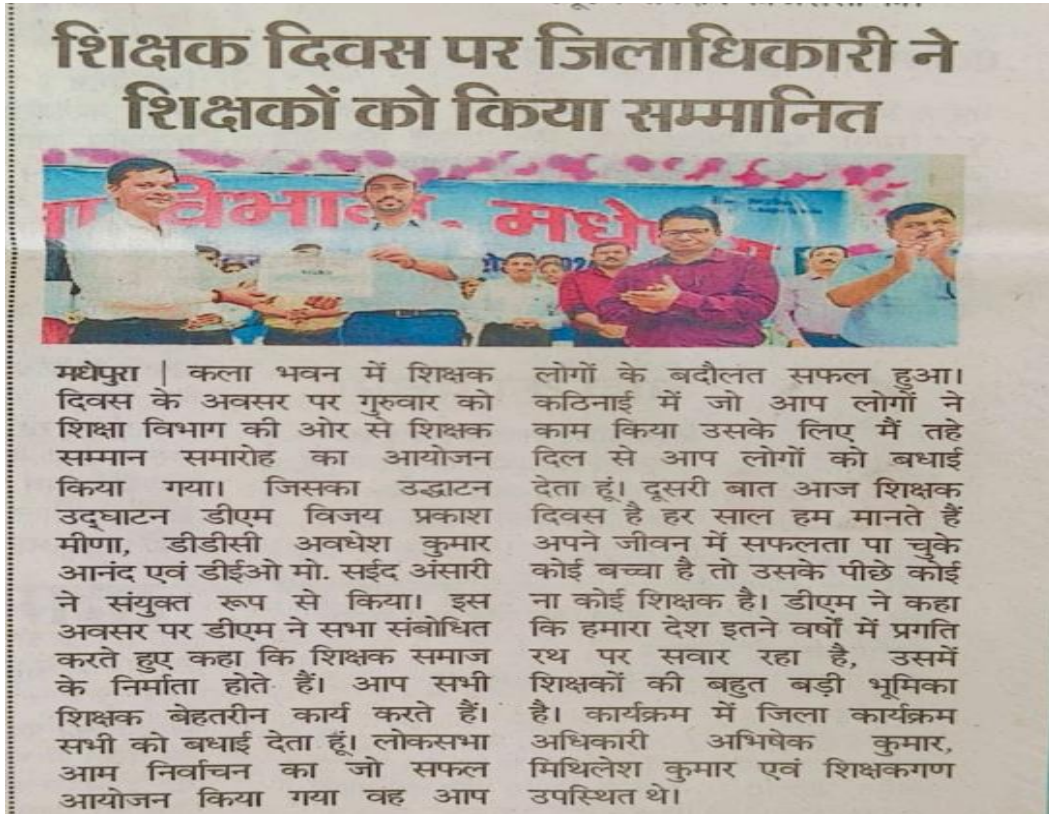 शिक्षक दिवस पर जिलाधिकारी ने
शिक्षकों को किया सम्मानित
विभाग, मधेपुरा
मधेपुरा | कला भवन में शिक्षक
दिवस के अवसर पर गुरुवार को
शिक्षा विभाग की ओर से शिक्षक
सम्मान समारोह का आयोजन
किया गया। जिसका उद्धाटन
उद्घाटन डीएम विजय प्रकाश
मीणा, डीडीसी अवधेश कुमार
आनंद एवं डीईओ मो. सईद अंसारी
ने संयुक्त रूप से किया। इस
अवसर पर डीएम ने सभा संबोधित
करते हुए कहा कि शिक्षक समाज
के निर्माता होते हैं। आप सभी
शिक्षक बेहतरीन कार्य करते हैं।
सभी को बधाई देता हूं। लोकसभा
आम निर्वाचन का जो सफल
आयोजन किया गया वह आप
लोगों के बदौलत सफल हुआ।
कठिनाई में जो आप लोगों ने
काम किया उसके लिए मैं तहे
दिल से आप लोगों को बधाई
देता हूं। दूसरी बात आज शिक्षक
दिवस है हर साल हम मानते हैं
अपने जीवन में सफलता पा चुके
कोई बच्चा है तो उसके पीछे कोई
ना कोई शिक्षक है। डीएम ने कहा
कि हमारा देश इतने वर्षों में प्रगति
रथ पर सवार रहा है, उसमें
शिक्षकों की बहुत बड़ी भूमिका
है। कार्यक्रम में जिला कार्यक्रम
अधिकारी अभिषेक कुमार,
मिथिलेश कुमार एवं शिक्षकगण
उपस्थित थे।